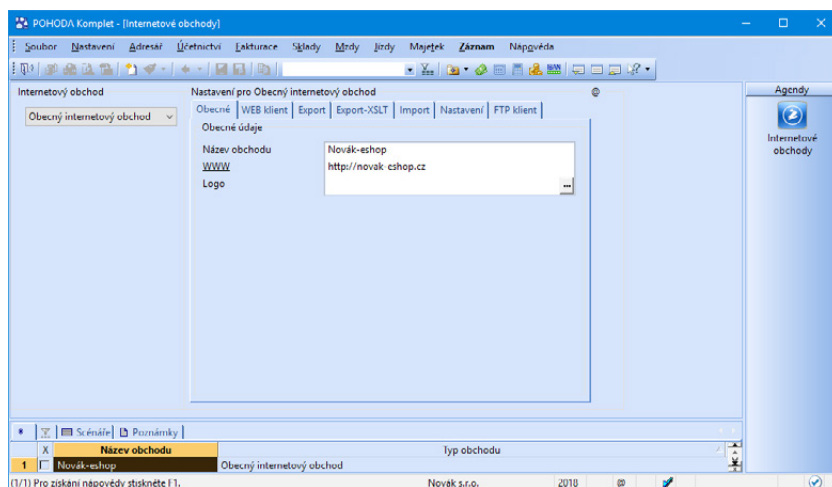 POHODA Komplet - [Internetové obchody]
Soubor Nastavení Adresář Účetnictví Fakturace Sklady Mzdy Jízdy Majetek Záznam Nápověda
Internetový obchod
Nastavení pro Obecný internetový obchod
@
Agendy
Obecný internetový obchod
Obecné WEB klient Export Export-XSLT Import Nastavení FTP klient
Obecné údaje
Název obchodu Novák-eshop
WWW http://novak-eshop.cz
Logo
...
Internetové
obchody
* Scénáře Poznámky
X Název obchodu Typ obchodu
1 Novák-eshop Obecný internetový obchod
(1/1) Pro získání nápovědy stiskněte F1. Novák s.r.o. 2018 @